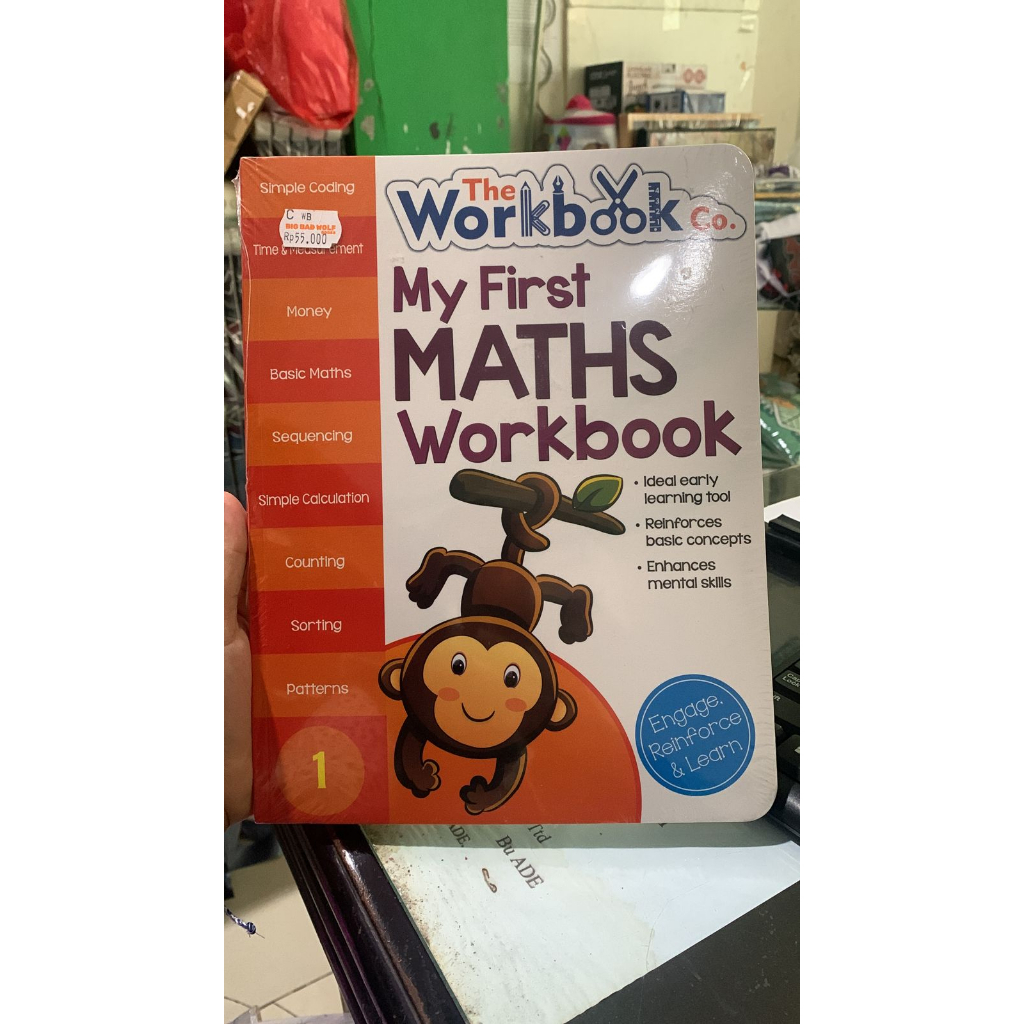 Simple Coding
C WB
BIG BAD WOLF
Rp55.000
Time & Measurement
Money
Basic Maths
Sequencing
Simple Calculation
Counting
Sorting
Patterns
1
The
Workbook Co.
My First
MATHS
Workbook
• Ideal early
learning tool
• Reinforces
basic concepts
• Enhances
mental skills
Engage,
Reinforce
& Learn
Bu ADE